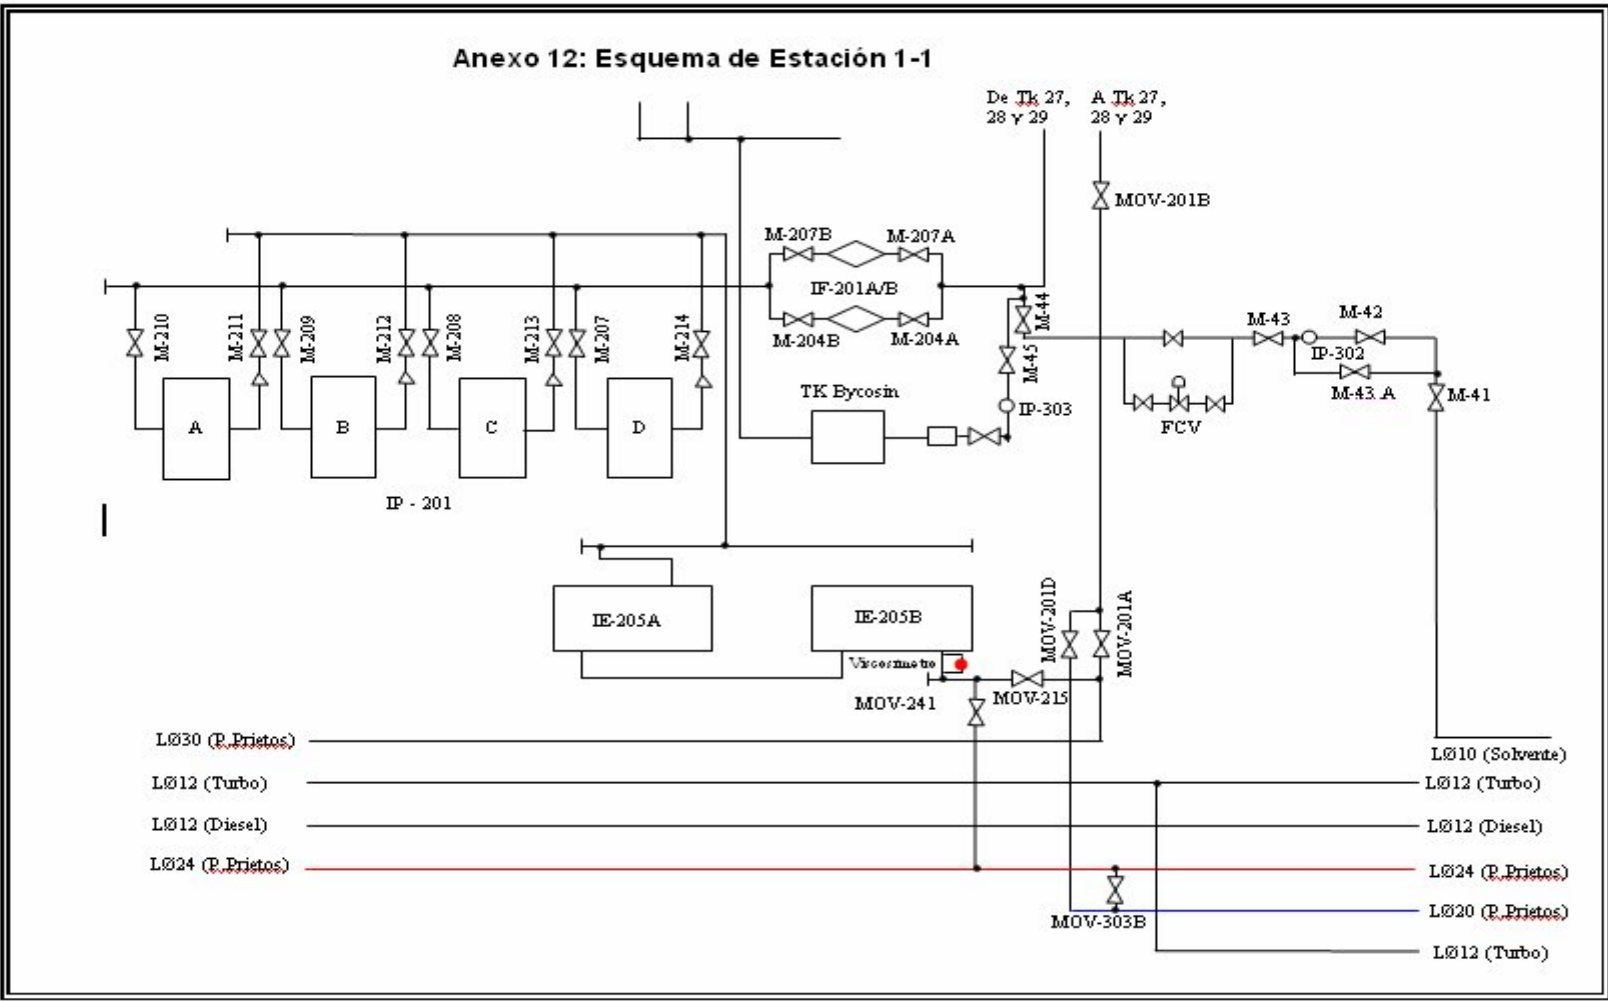 Anexo 12: Esquema de Estación 1-1
De Tk 27,
28 y 29
A Tk 27,
28 y 29
MOV-201B
M-207B
M-207A
IF-201A/B
M-204B
M-204A
M-44
M-45
M-43
M-42
IP-302
M-43 A
M-41
FCV
IP-303
TK Bycosin
M-210
M-211
M-209
M-212
M-208
M-213
M-207
M-214
A
B
C
D
IP - 201
IE-205A
IE-205B
Viscosimetro
MOV-201D
MOV-201A
MOV-241
MOV-215
LØ30 (P.Prietos)
LØ10 (Solvente)
LØ12 (Turbo)
LØ12 (Turbo)
LØ12 (Diesel)
LØ12 (Diesel)
LØ24 (P.Prietos)
LØ24 (P.Prietos)
LØ20 (P.Prietos)
MOV-303B
LØ12 (Turbo)